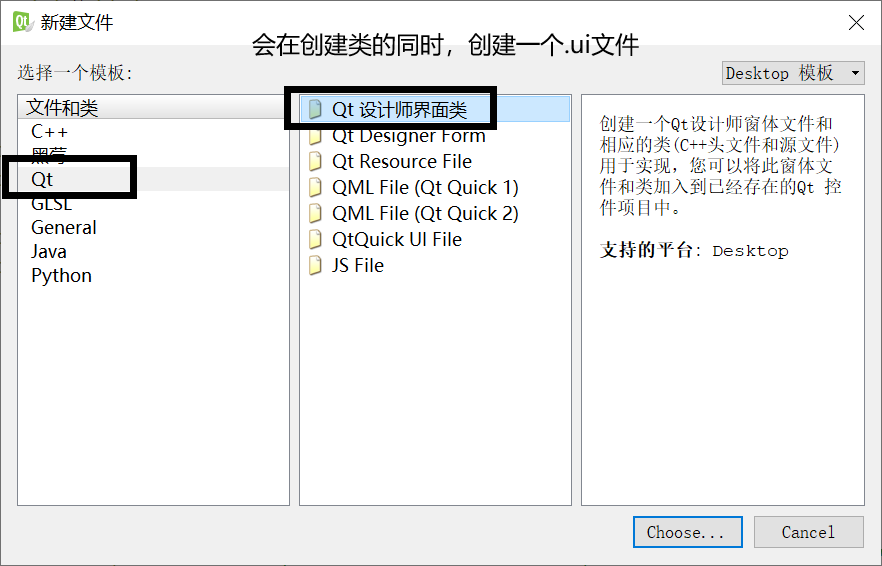 新建文件
会在创建类的同时，创建一个.ui文件
选择一个模板:
Desktop 模板
文件和类
C++
黑莓
Qt
GLSL
General
Java
Python
Qt 设计师界面类
Qt Designer Form
Qt Resource File
QML File (Qt Quick 1)
QML File (Qt Quick 2)
QtQuick UI File
JS File
创建一个Qt设计师窗体文件和
相应的类(C++头文件和源文件)
用于实现，您可以将此窗体文
件和类加入到已经存在的Qt 控
件项目中。
支持的平台: Desktop
Choose...
Cancel